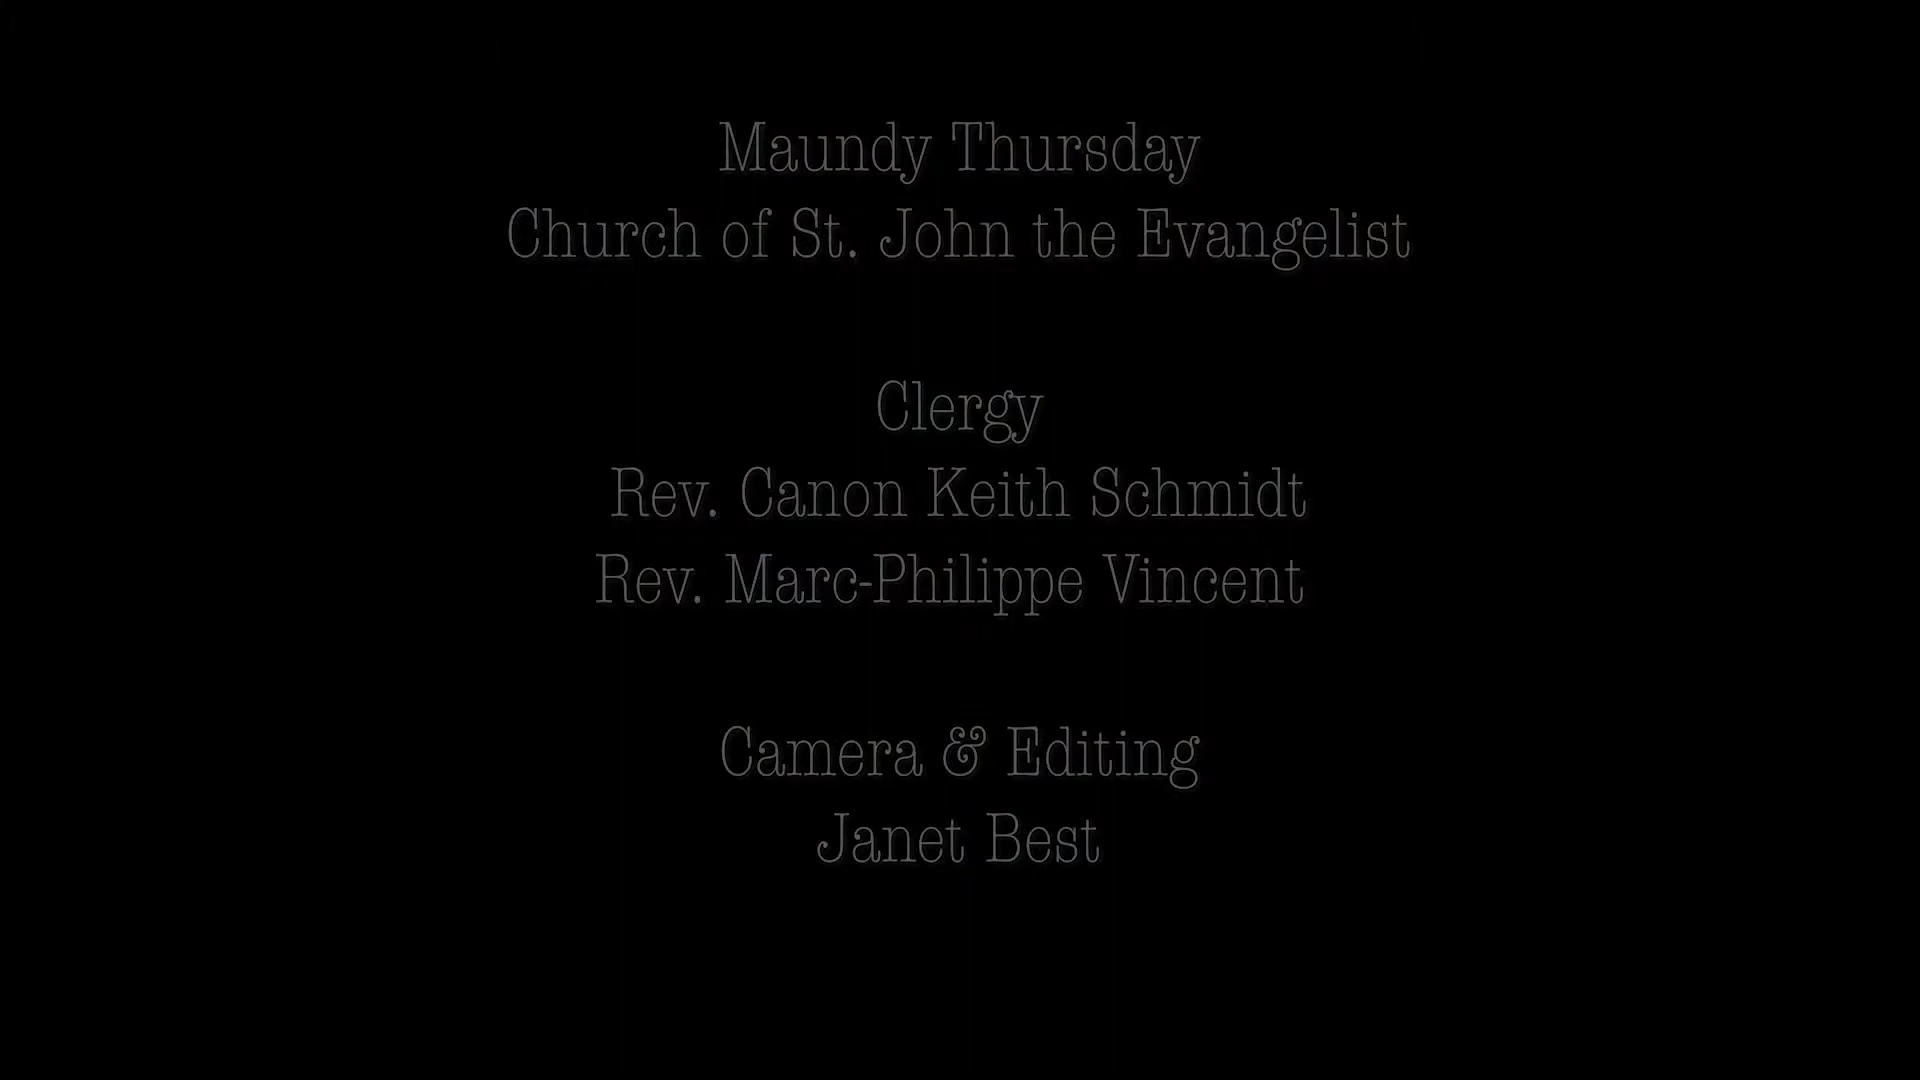 Maundy Thursday
Church of St. John the Evangelist
Clergy
Rev. Canon Keith Schmidt
Rev. Marc-Philippe Vincent
Camera & Editing
Janet Best